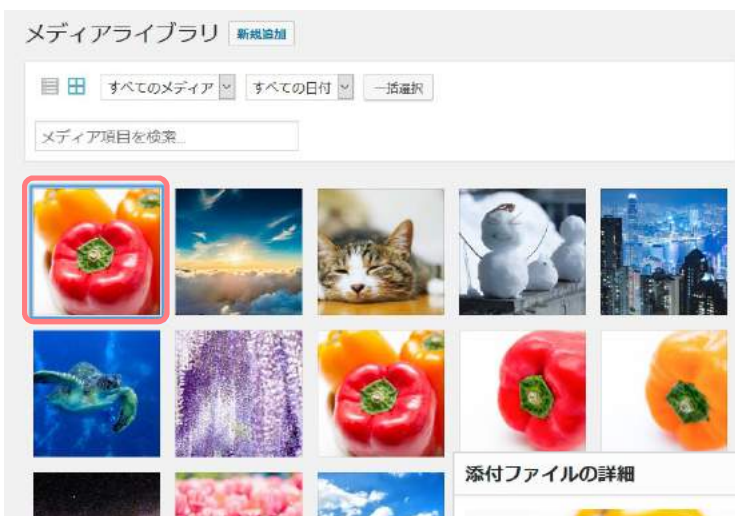 メディアライブラリ 新規追加
すべてのメディア すべての日付 一括選択
メディア項目を検索...
添付ファイルの詳細